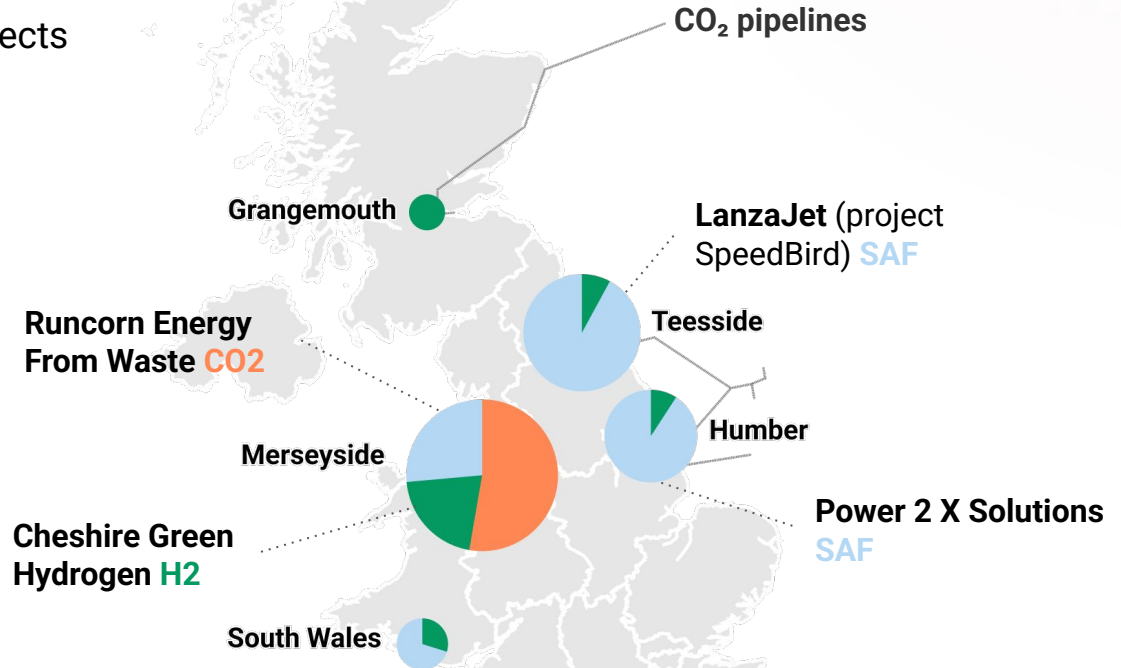 ects
CO₂ pipelines
Grangemouth
LanzaJet (project
SpeedBird) SAF
Runcorn Energy
From Waste CO2
Teesside
Humber
Merseyside
Power 2 X Solutions
SAF
Cheshire Green
Hydrogen H2
South Wales